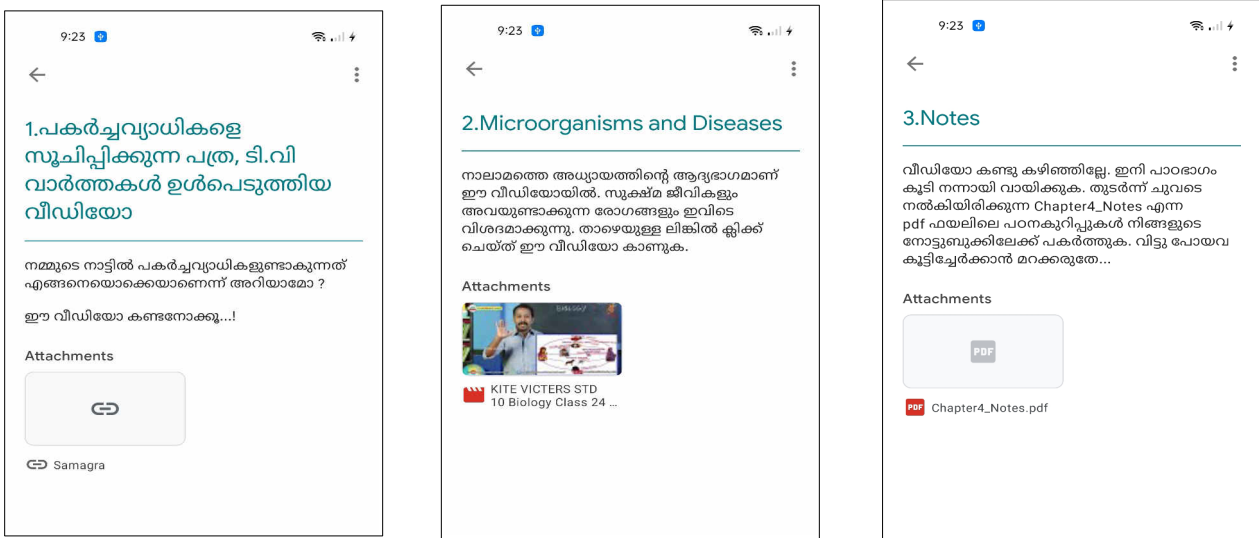 9:23
1.പകർച്ചവ്യാധികളെ
സൂചിപ്പിക്കുന്ന പത്ര, ടി.വി
വാർത്തകൾ ഉൾപെടുത്തിയ
വീഡിയോ
നമ്മുടെ നാട്ടിൽ പകർച്ചവ്യാധികളുണ്ടാകുന്നത്
എങ്ങനെയൊക്കെയാണെന്ന് അറിയാമോ ?
ഈ വീഡിയോ കണ്ടനോക്കൂ...!
Attachments
Samagra
9:23
2.Microorganisms and Diseases
നാലാമത്തെ അധ്യായത്തിന്റെ ആദ്യഭാഗമാണ്
ഈ വീഡിയോയിൽ. സുക്ഷ്മ ജീവികളും
അവയുണ്ടാക്കുന്ന രോഗങ്ങളും ഇവിടെ
വിശദമാക്കുന്നു. താഴെയുള്ള ലിങ്കിൽ ക്ലിക്ക്
ചെയ്ത് ഈ വീഡിയോ കാണുക.
Attachments
BIOLOGY
KITE VICTERS STD
10 Biology Class 24 ...
9:23
3.Notes
വീഡിയോ കണ്ടു കഴിഞ്ഞില്ലേ. ഇനി പാഠഭാഗം
കൂടി നന്നായി വായിക്കുക. തുടർന്ന് ചുവടെ
നൽകിയിരിക്കുന്ന Chapter4_Notes എന്ന
pdf ഫയലിലെ പഠനകുറിപ്പുകൾ നിങ്ങളുടെ
നോട്ടുബുക്കിലേക്ക് പകർത്തുക. വിട്ടു പോയവ
കൂട്ടിച്ചേർക്കാൻ മറക്കരുതേ...
Attachments
PDF
PDF Chapter4_Notes.pdf